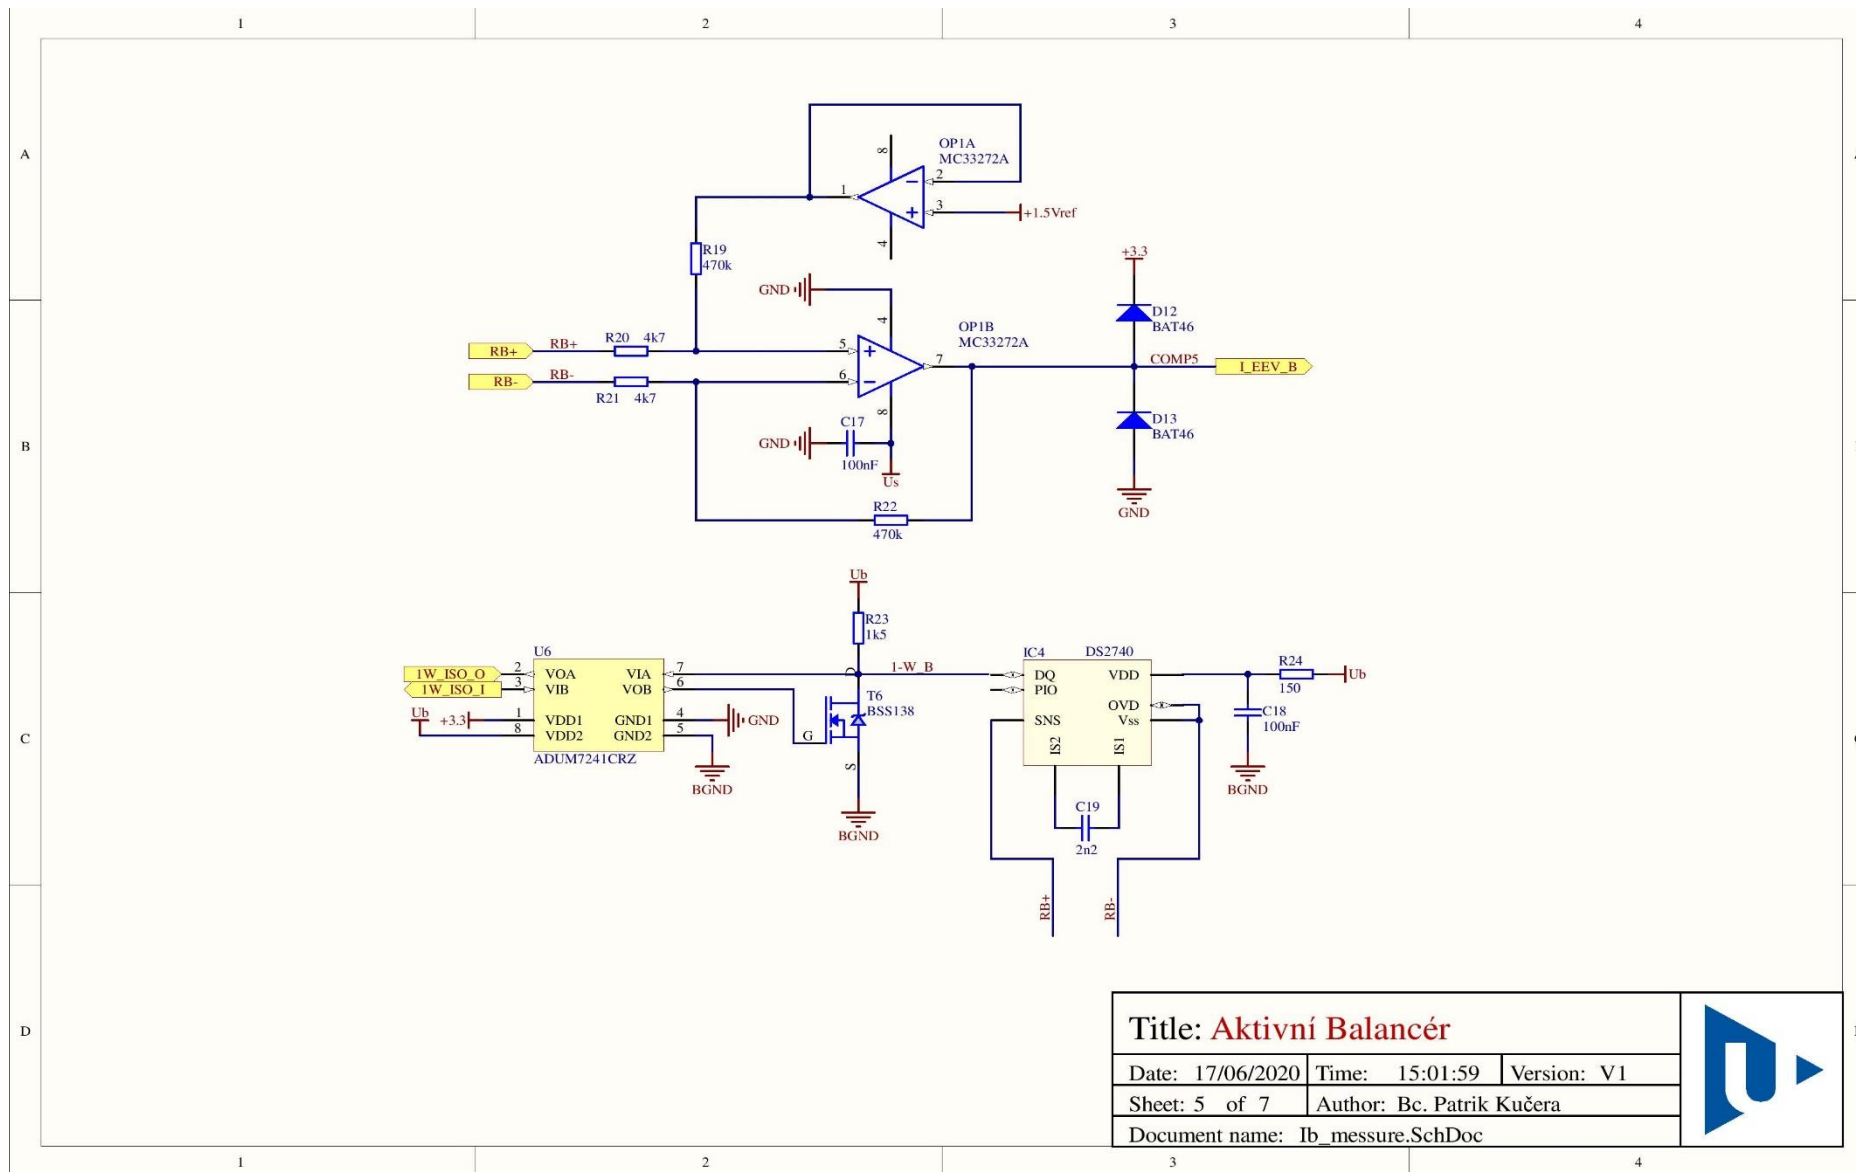 1 2 3 4
A
OP1A
MC33272A
8
2
1
3
+1.5Vref
4
R19
470k
+3.3
GND
D12
BAT46
4
OP1B
MC33272A
RB+ RB+ R20 4k7 5
7 COMP5 I_EEV_B
RB- RB- 6
R21 4k7
8
D13
BAT46
C17
GND
100nF
Us
B
R22
470k
GND
Ub
R23
1k5
U6
1W_ISO_O 2 VOA VIA 7
1W_ISO_I 3 VIB VOB 6
Ub +3.3 1 VDD1 GND1 4 GND
8 VDD2 GND2 5
ADUM7241CRZ
BGND
D
1-W_B
T6
BSS138
G
S
BGND
IC4 DS2740
DQ VDD
PIO
OVD
SNS Vss
IS2 IS1
R24
150
Ub
C18
100nF
BGND
C19
2n2
RB+ RB-
C
D
Title: Aktivní Balancér
Date: 17/06/2020 Time: 15:01:59 Version: V1
Sheet: 5 of 7 Author: Bc. Patrik Kučera
Document name: Ib_messure.SchDoc
U
1 2 3 4